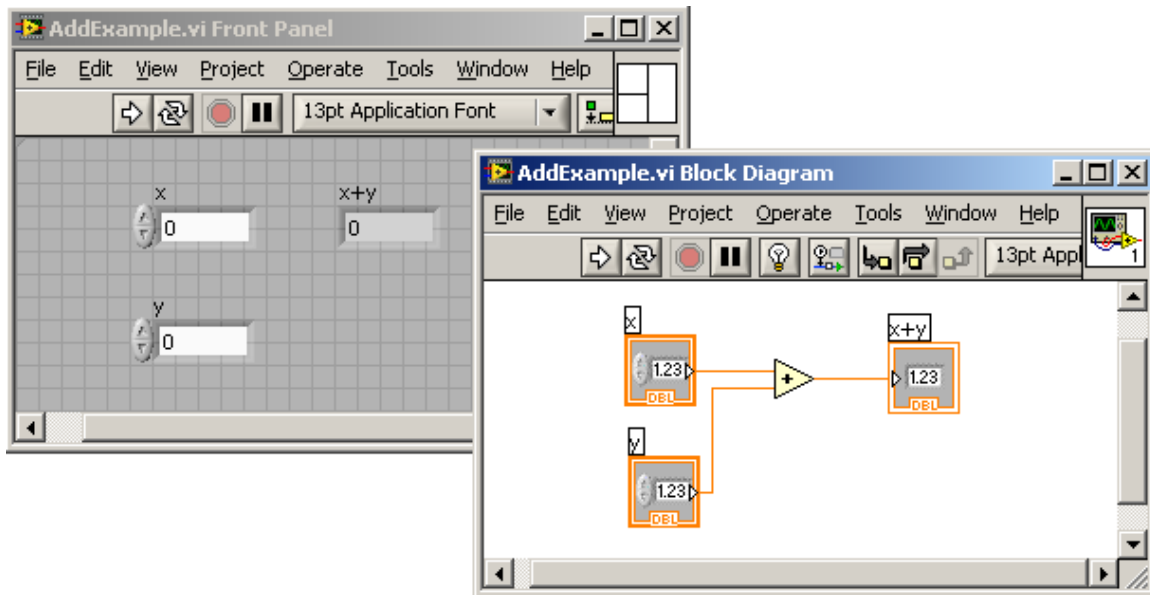 AddExample.vi Front Panel
File Edit View Project Operate Tools Window Help
13pt Application Font
x
0
x+y
0
y
0
AddExample.vi Block Diagram
File Edit View Project Operate Tools Window Help
13pt Appl
1
x
1.23
DBL
y
1.23
DBL
+
x+y
1.23
DBL